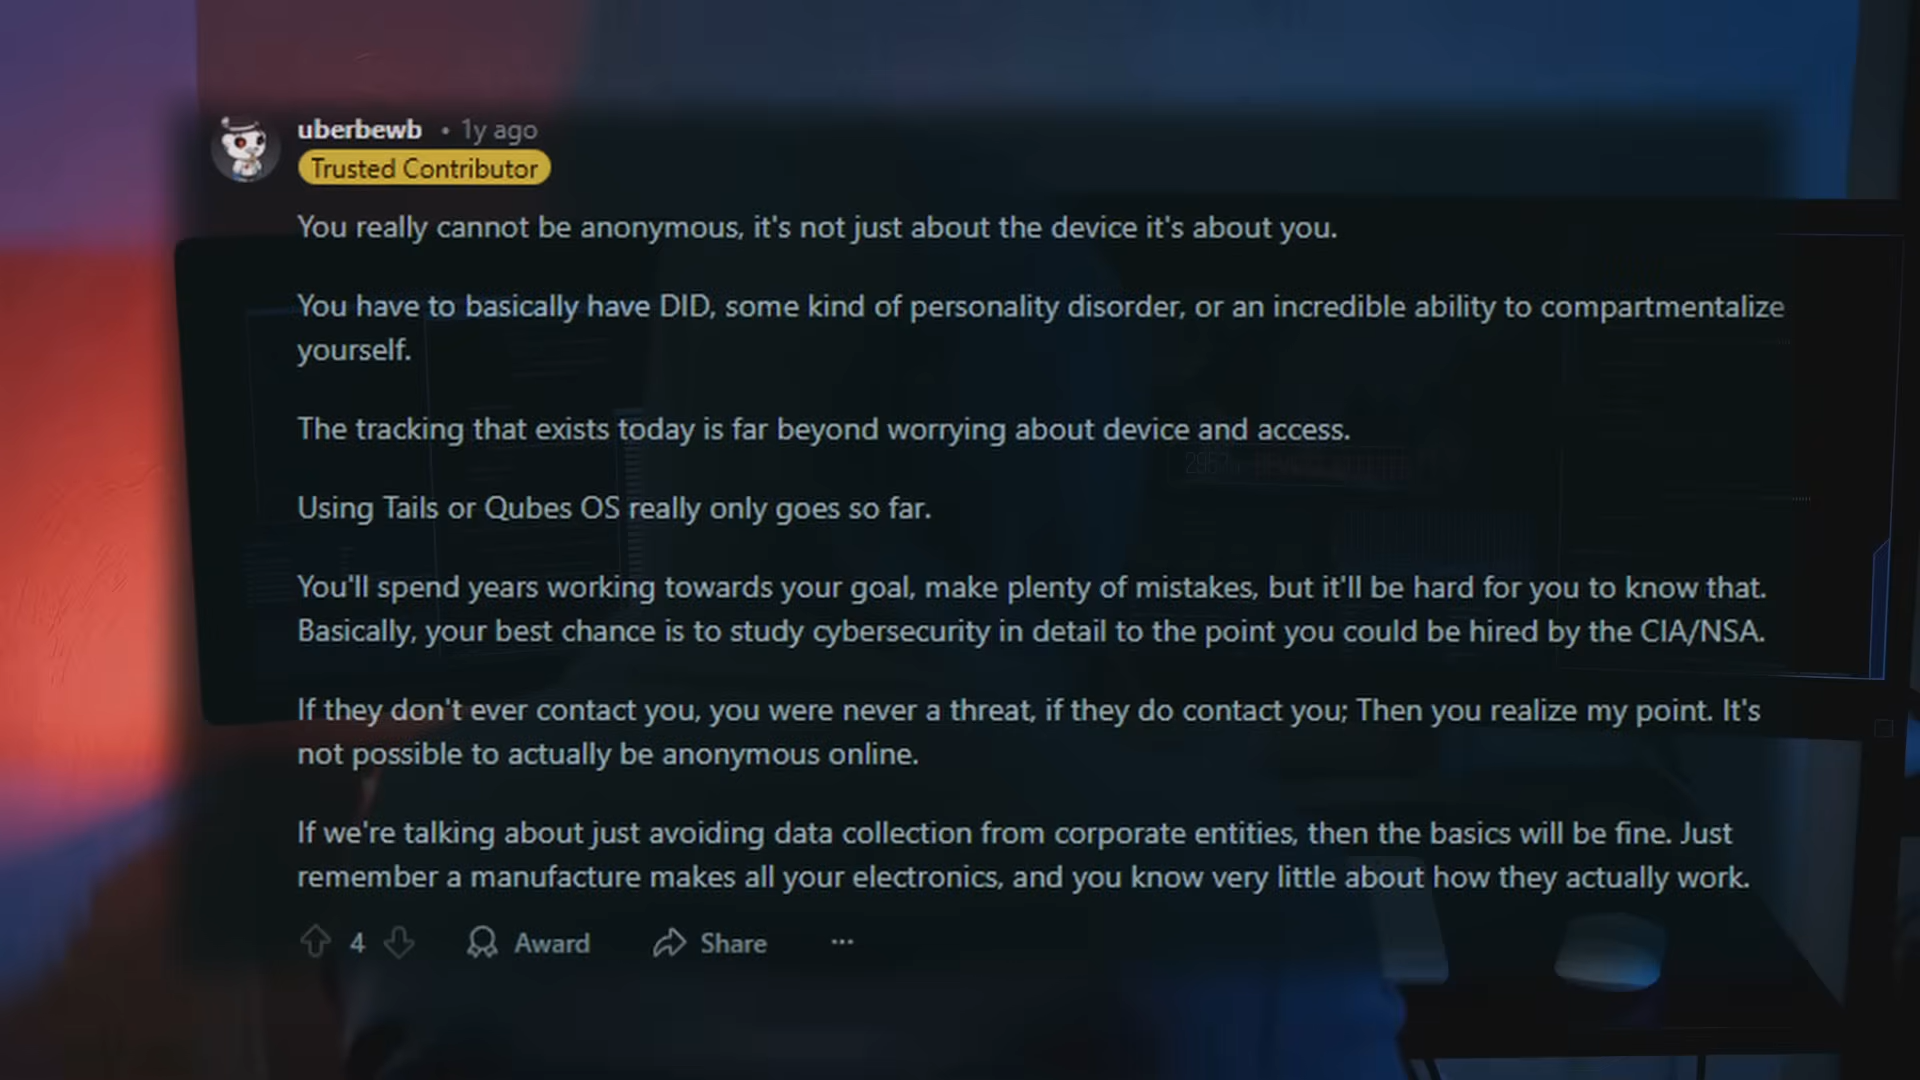 uberbewb • 1y ago
Trusted Contributor
You really cannot be anonymous, it's not just about the device it's about you.
You have to basically have DID, some kind of personality disorder, or an incredible ability to compartmentalize
yourself.
The tracking that exists today is far beyond worrying about device and access.
Using Tails or Qubes OS really only goes so far.
You'll spend years working towards your goal, make plenty of mistakes, but it'll be hard for you to know that.
Basically, your best chance is to study cybersecurity in detail to the point you could be hired by the CIA/NSA.
If they don't ever contact you, you were never a threat, if they do contact you; Then you realize my point. It's
not possible to actually be anonymous online.
If we're talking about just avoiding data collection from corporate entities, then the basics will be fine. Just
remember a manufacture makes all your electronics, and you know very little about how they actually work.
4 Award Share ...